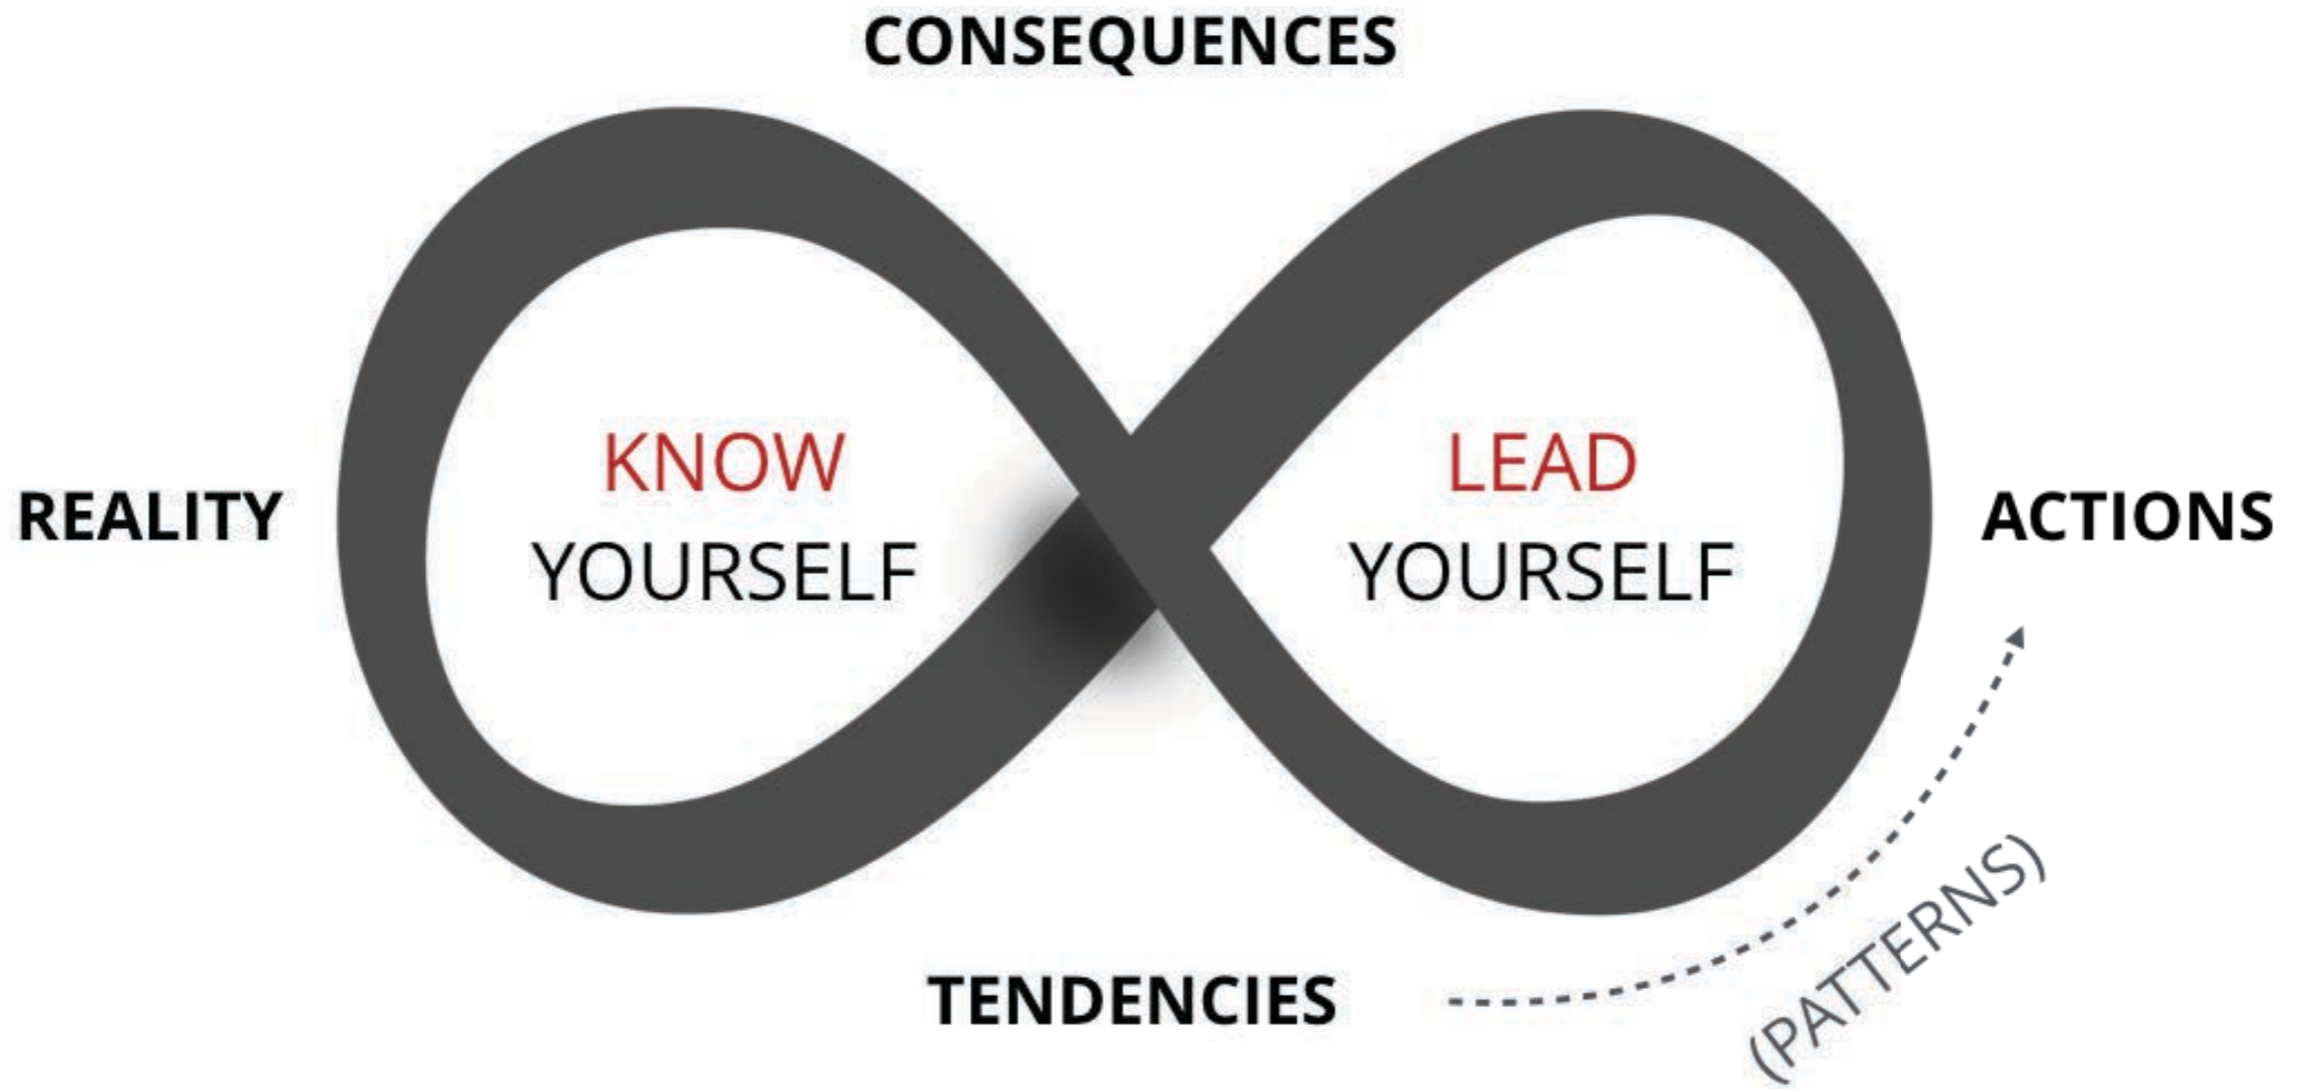 CONSEQUENCES
KNOW
YOURSELF
LEAD
YOURSELF
REALITY
ACTIONS
TENDENCIES
(PATTERNS)